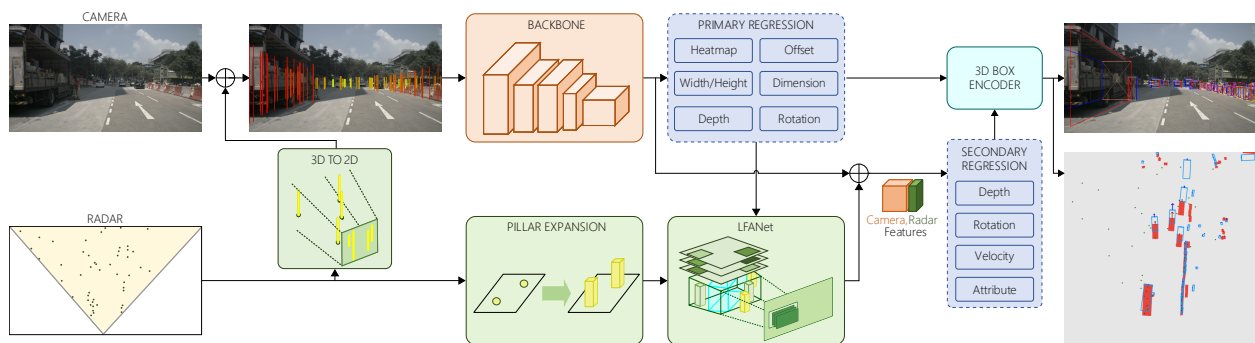 CAMERA
BACKBONE
PRIMARY REGRESSION
Heatmap
Offset
Width/Height
Dimension
Depth
Rotation
3D BOX
ENCODER
3D TO 2D
SECONDARY
REGRESSION
Depth
Rotation
Velocity
Attribute
Camera,Radar
Features
RADAR
PILLAR EXPANSION
LFANet